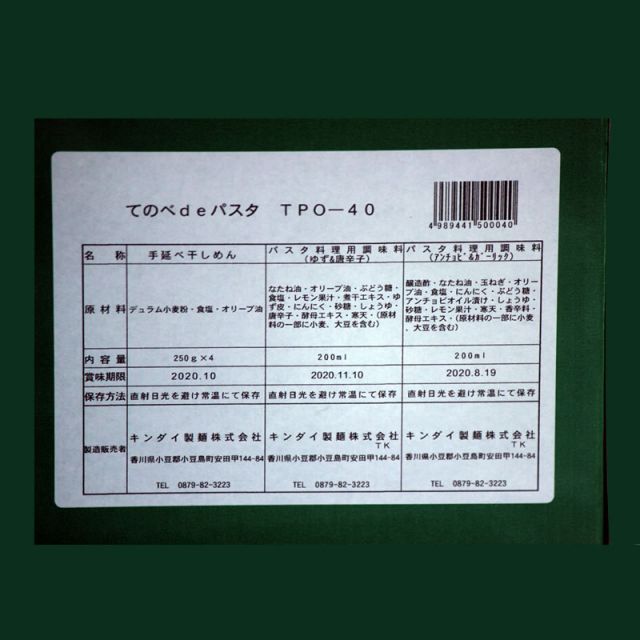 てのべdeパスタ TPO－40
4 989441 500040
名称 手延べ干しめん パスタ料理用調味料 パスタ料理用調味料
(ゆず&唐辛子) (アンチョビ&ガーリック)
原材料 デュラム小麦粉・食塩・オリーブ油
なたね油・オリーブ油・ぶどう糖・
食塩・レモン果汁・煮干エキス・ゆ
ず皮・にんにく・砂糖・しょうゆ・
唐辛子・酵母エキス・寒天・(原材料
の一部に小麦、大豆を含む)
醸造酢・なたね油・玉ねぎ・オリー
ブ油・食塩・にんにく・ぶどう糖・
アンチョビオイル漬け・しょうゆ・
砂糖・レモン果汁・寒天・香辛料・
酵母エキス・(原材料の一部に小麦
、大豆を含む)
内容量 250g×4 200ml 200ml
賞味期限 2020.10 2020.11.10 2020.8.19
保存方法 直射日光を避け常温にて保存 直射日光を避け常温にて保存 直射日光を避け常温にて保存
製造販売者
キンダイ製麺株式会社
香川県小豆郡小豆島町安田甲144-84
TEL 0879-82-3223
キンダイ製麺株式会社
TK
香川県小豆郡小豆島町安田甲144-84
TEL 0879-82-3223
キンダイ製麺株式会社
TK
香川県小豆郡小豆島町安田甲144-84
TEL 0879-82-3223